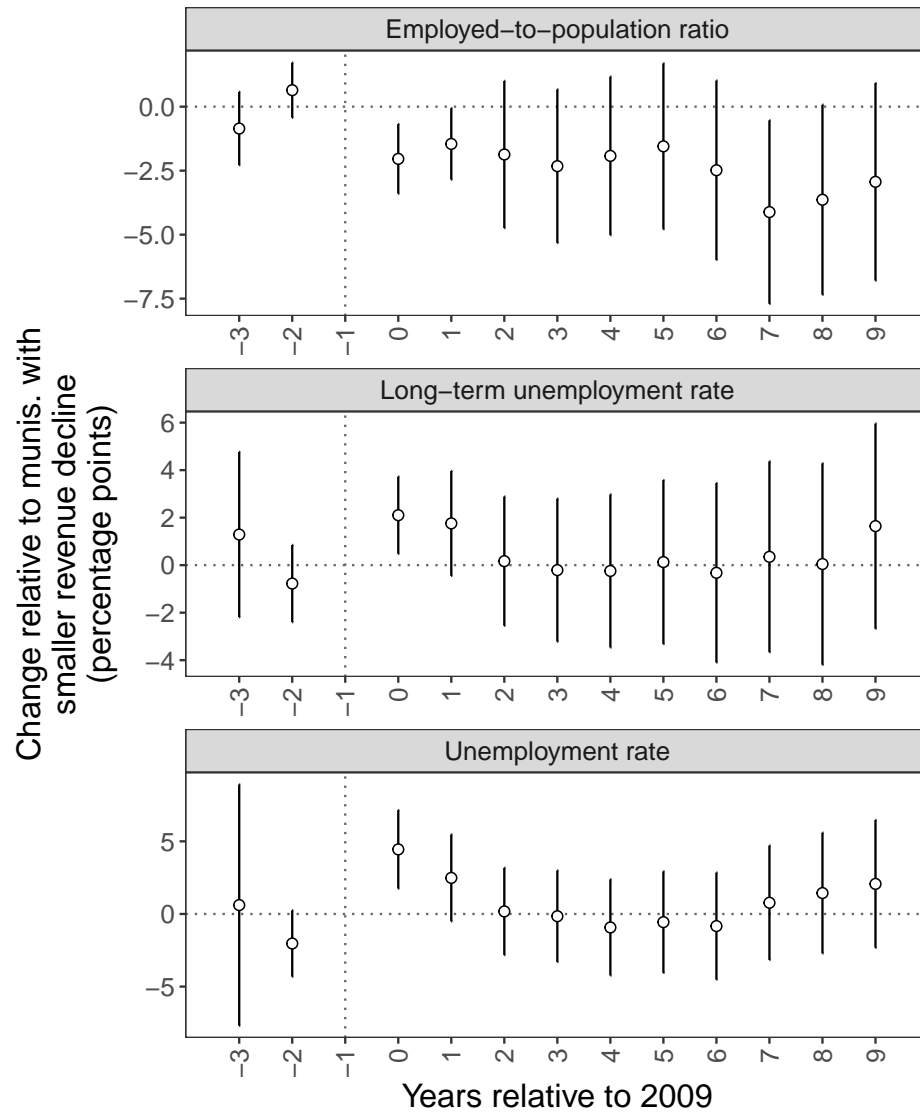 Employed−to−population ratio
0.0
−2.5
−5.0
−7.5
−3 −2 −1 0 1 2 3 4 5 6 7 8 9
Long−term unemployment rate
6
4
2
0
−2
−4
−3 −2 −1 0 1 2 3 4 5 6 7 8 9
Unemployment rate
5
0
−5
−3 −2 −1 0 1 2 3 4 5 6 7 8 9
Years relative to 2009
Change relative to munis. with
smaller revenue decline
(percentage points)